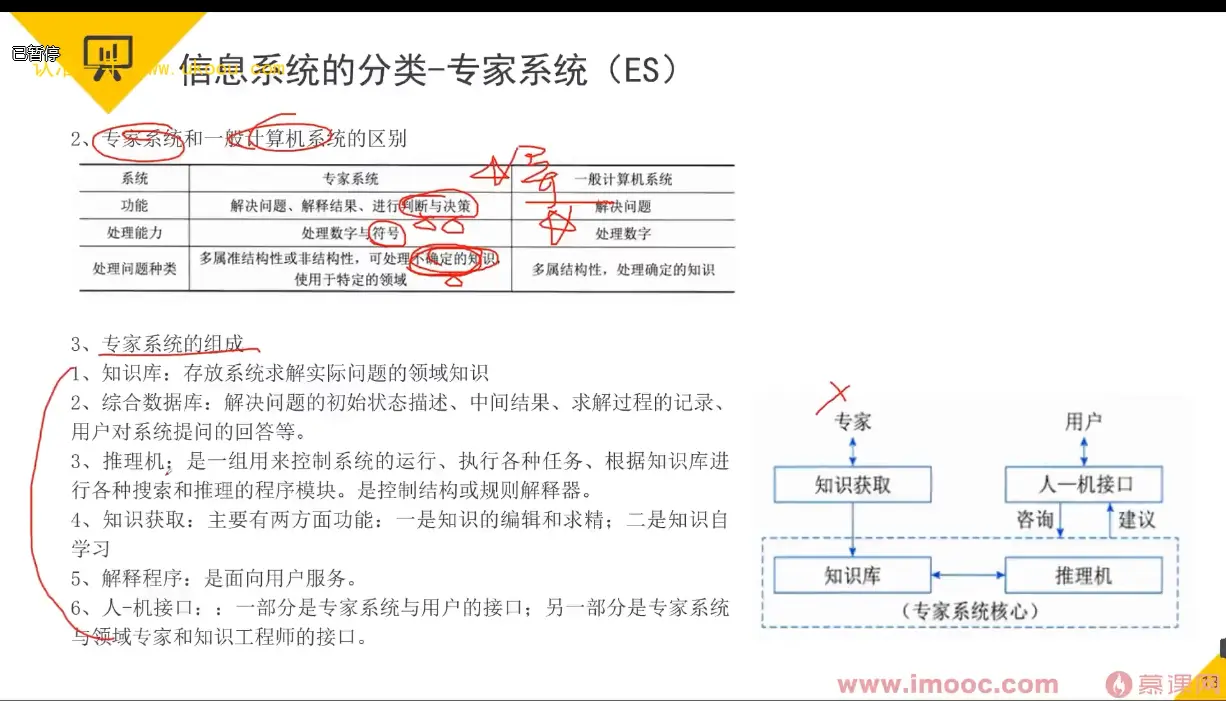 已暂停
www.ukoou.com
信息系统的分类-专家系统（ES）
2、专家系统和一般计算机系统的区别
系统 专家系统 一般计算机系统
功能 解决问题、解释结果、进行判断与决策 解决问题
处理能力 处理数字与符号 处理数字
处理问题种类 多属准结构性或非结构性，可处理不确定的知识 多属结构性，处理确定的知识
使用于特定的领域
3、专家系统的组成
1、知识库：存放系统求解实际问题的领域知识
2、综合数据库：解决问题的初始状态描述、中间结果、求解过程的记录、
用户对系统提问的回答等。
3、推理机；是一组用来控制系统的运行、执行各种任务、根据知识库进
行各种搜索和推理的程序模块。是控制结构或规则解释器。
4、知识获取：主要有两方面功能：一是知识的编辑和求精；二是知识自
学习
5、解释程序：是面向用户服务。
6、人-机接口：：一部分是专家系统与用户的接口；另一部分是专家系统
与领域专家和知识工程师的接口。
专家 用户
知识获取 人—机接口
咨询 建议
知识库 推理机
（专家系统核心）
www.imooc.com 慕课网
13